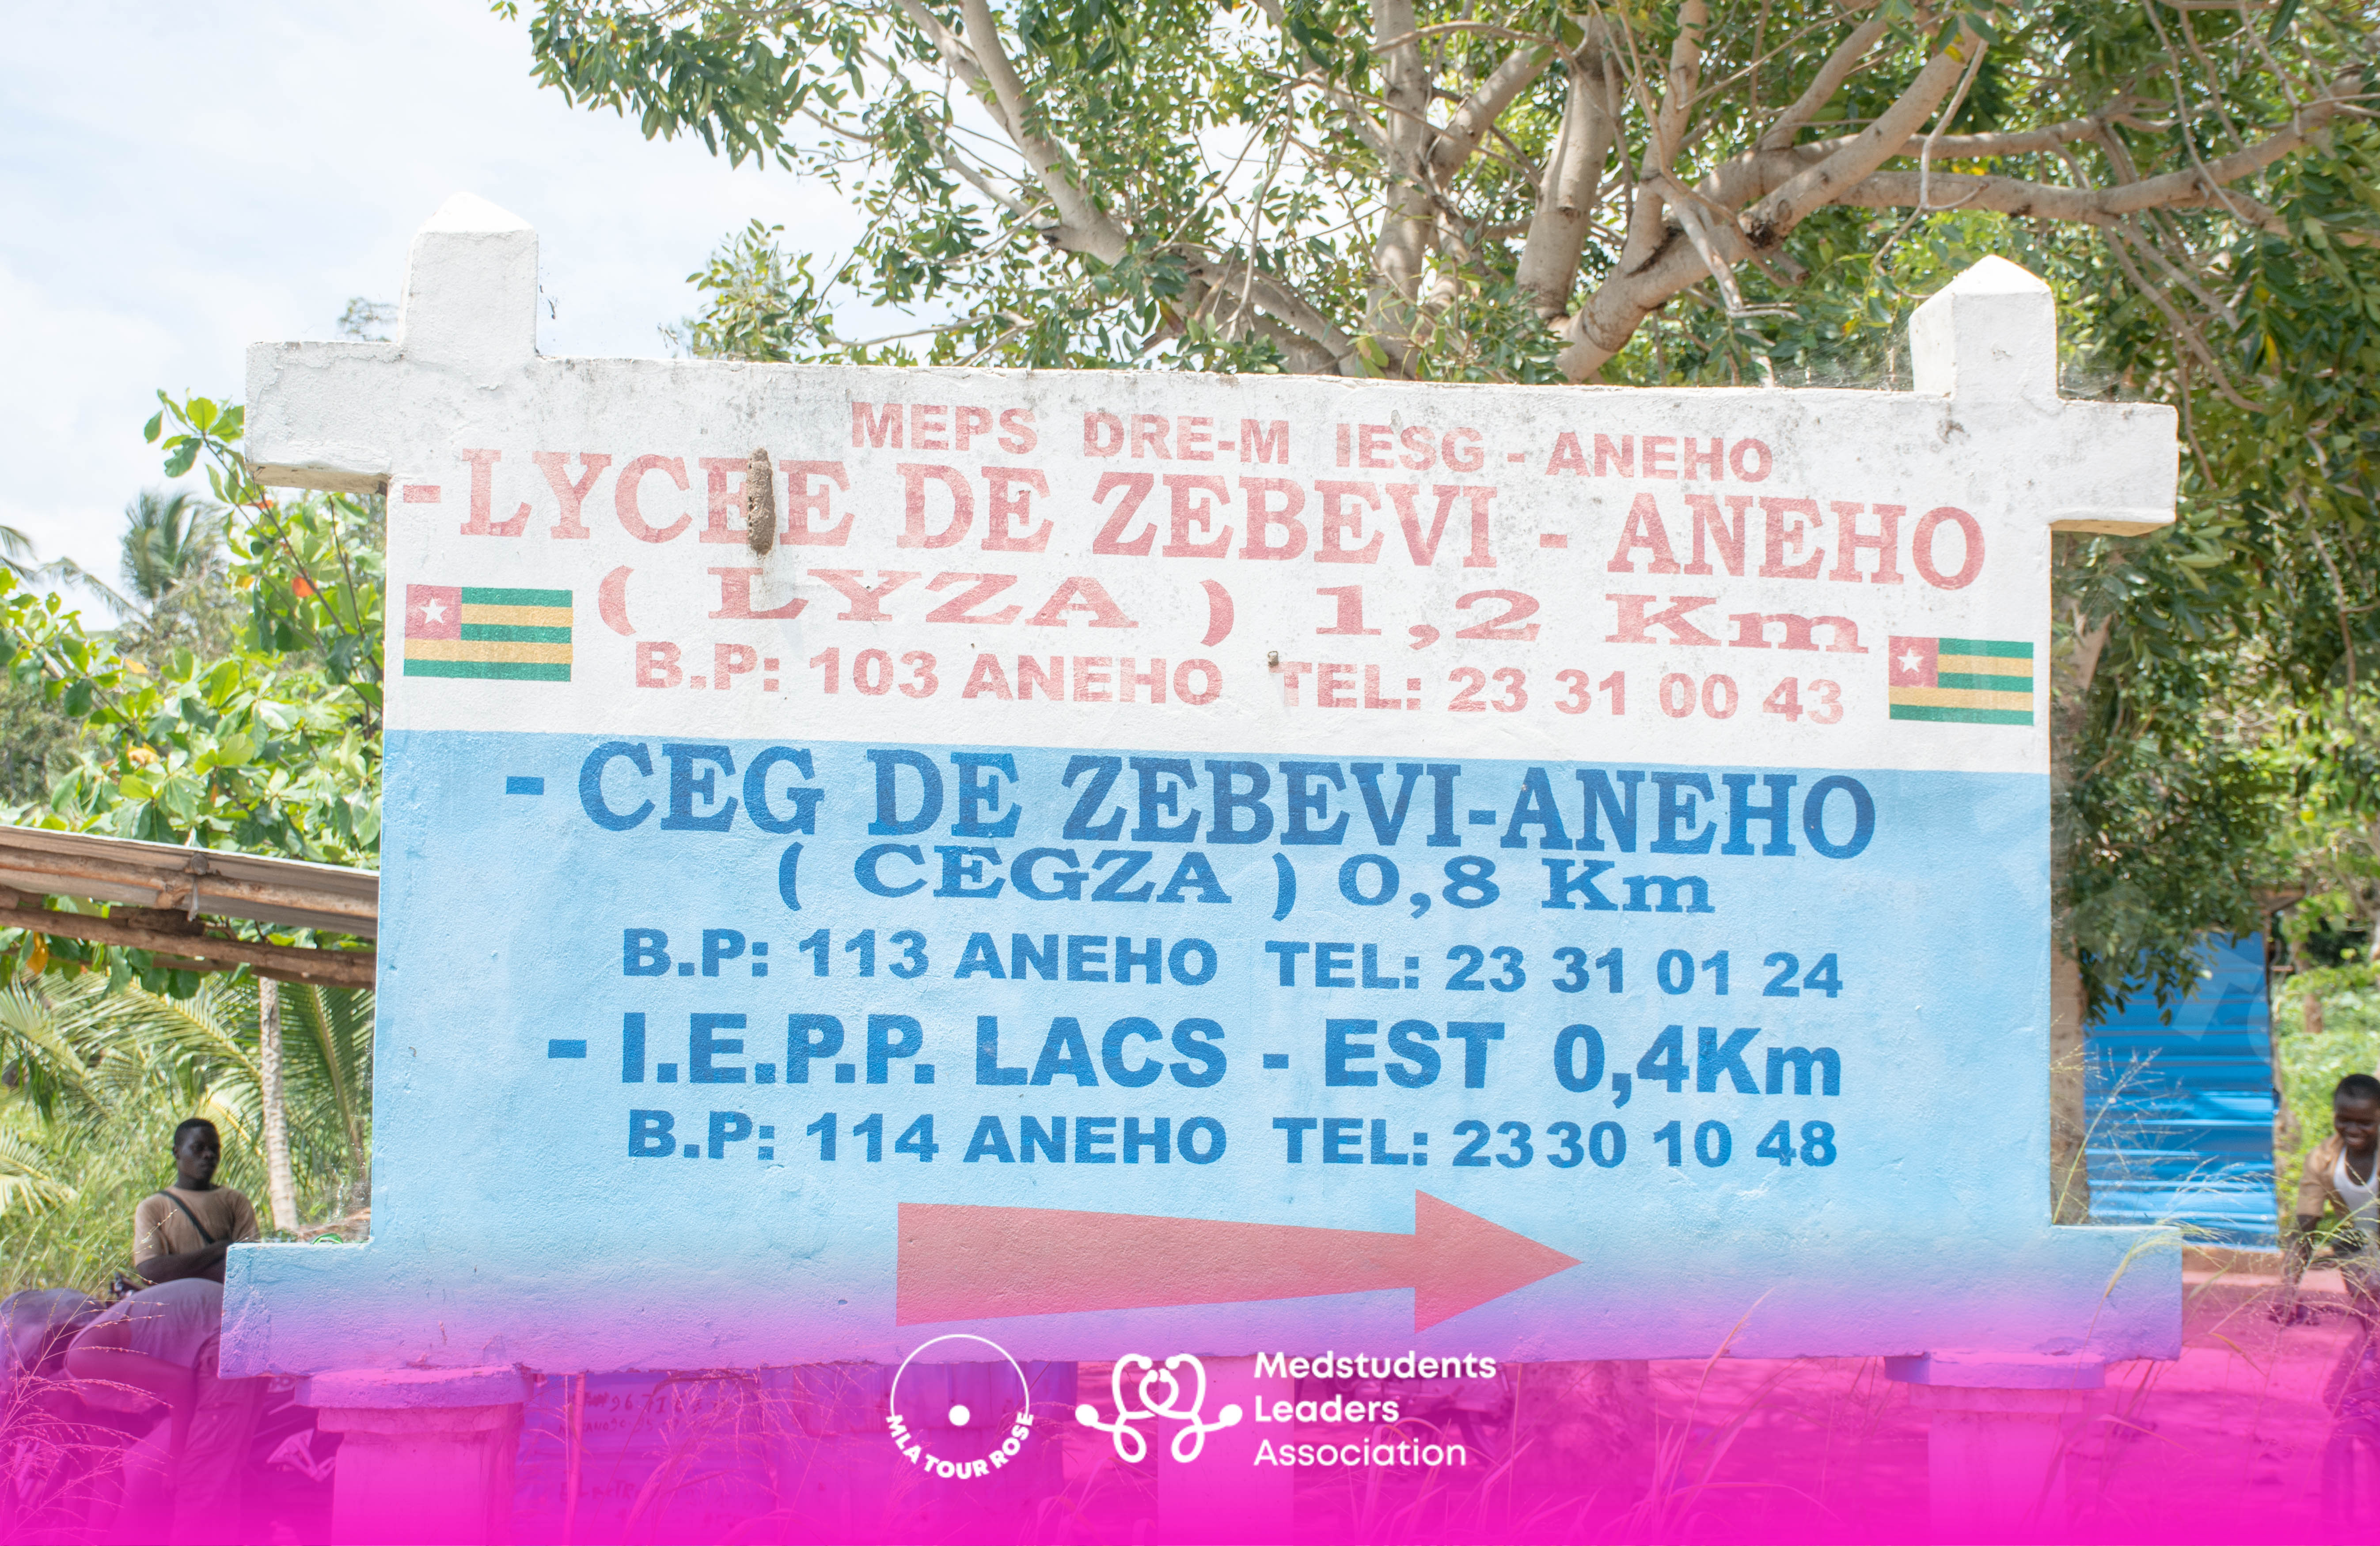 MEPS DRE-M IESG - ANEHO
- LYCEE DE ZEBEVI - ANEHO
( LYZA ) 1,2 Km
B.P: 103 ANEHO TEL: 23 31 00 43
- CEG DE ZEBEVI-ANEHO
( CEGZA ) 0,8 Km
B.P: 113 ANEHO TEL: 23 31 01 24
- I.E.P.P. LACS - EST 0,4Km
B.P: 114 ANEHO TEL: 23 30 10 48
MLA TOUR ROSE
Medstudents
Leaders
Association